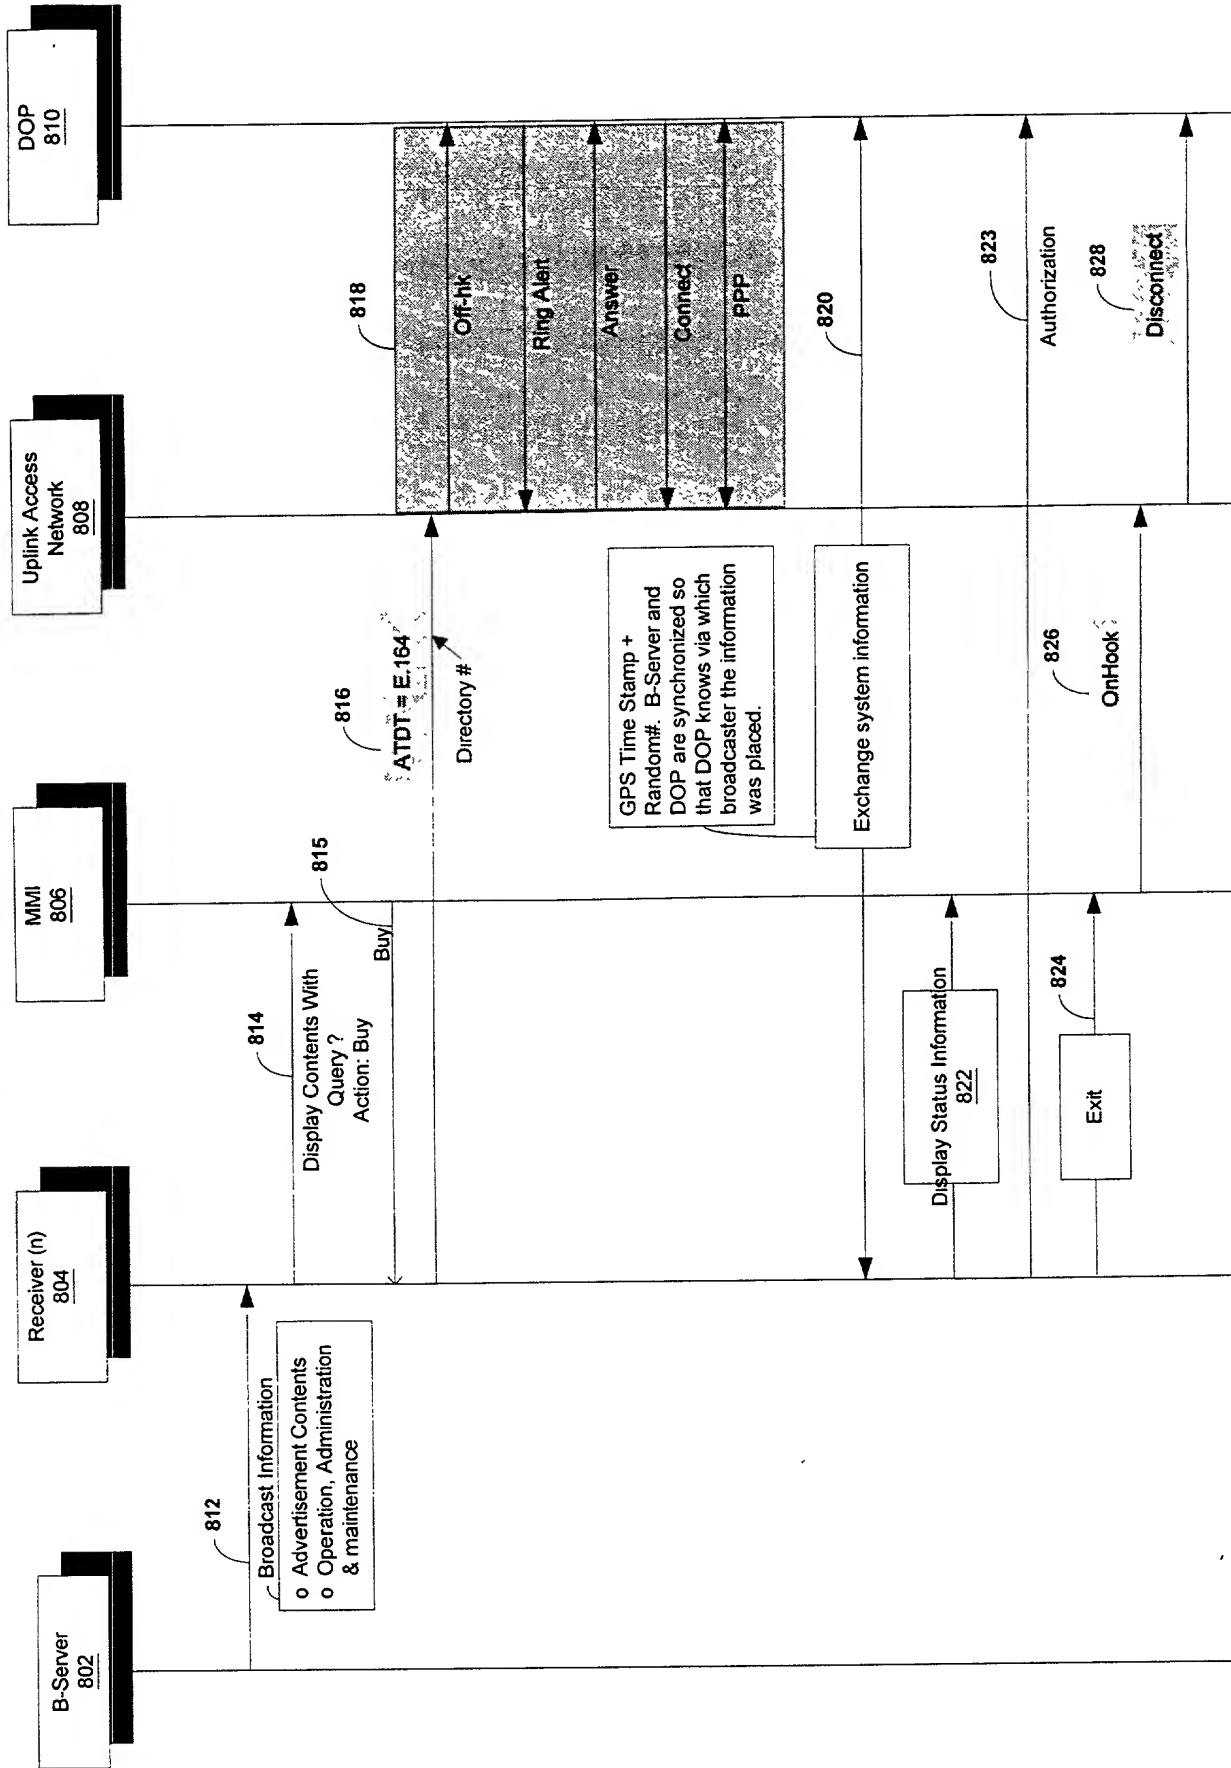 B-Server
802
Receiver (n)
804
MMI
806
Uplink Access
Network
808
DOP
810
812
Broadcast Information
o Advertisement Contents
o Operation, Administration
& maintenance
814
Display Contents With
Query ?
Action: Buy
815
Buy
816
ATDT = E.164
Directory #
818
Off-hk
Ring Alert
Answer
Connect
PPP
GPS Time Stamp +
Random#. B-Server and
DOP are synchronized so
that DOP knows via which
broadcaster the information
was placed.
820
Exchange system information
Display Status Information
822
823
Authorization
824
Exit
826
OnHook
828
Disconnect